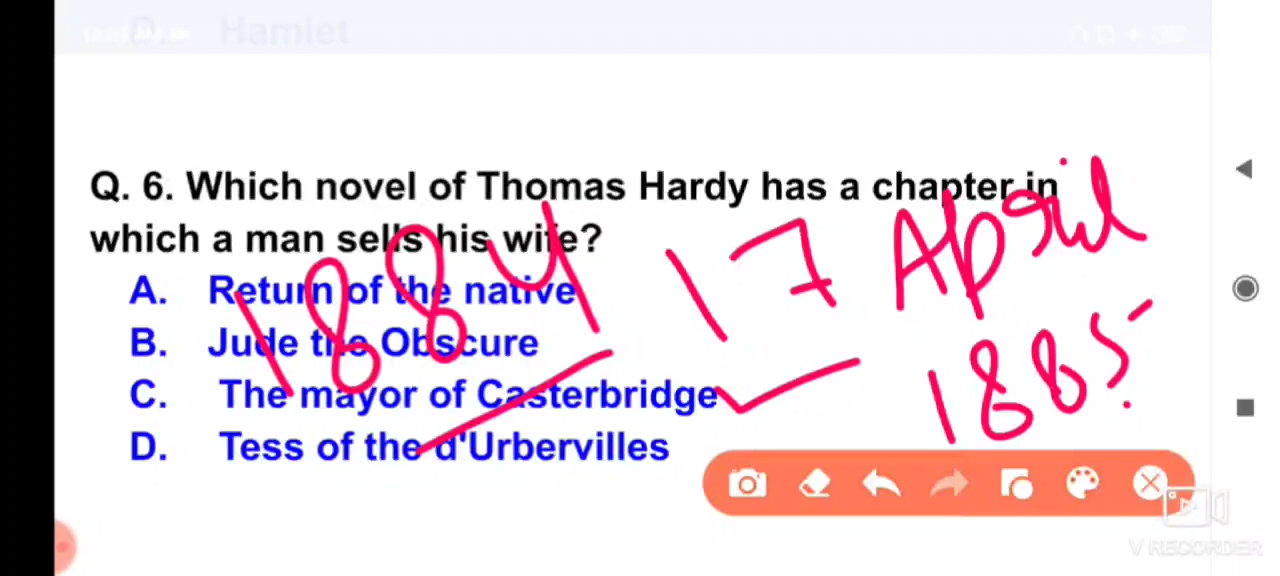 D. Hamlet
Q. 6. Which novel of Thomas Hardy has a chapter in
which a man sells his wife?
A. Return of the native
B. Jude the Obscure
C. The mayor of Casterbridge
D. Tess of the d'Urbervilles
1884
17 April
1885
V RECORDER